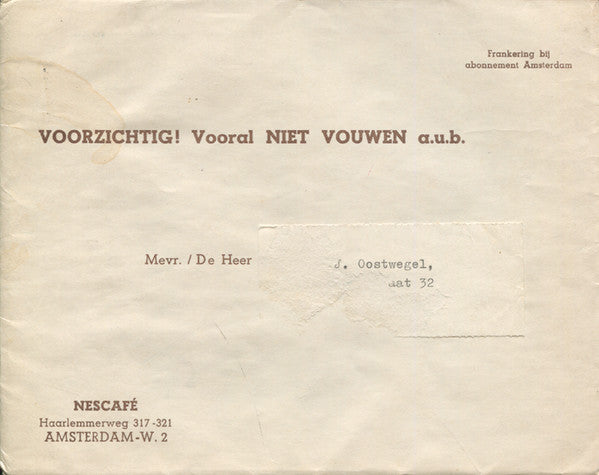 Frankering bij
abonnement Amsterdam
VOORZICHTIG! Vooral NIET VOUWEN a.u.b.
Mevr. / De Heer
J. Oostwegel,
aat 32
NESCAFÉ
Haarlemmerweg 317-321
AMSTERDAM-W. 2